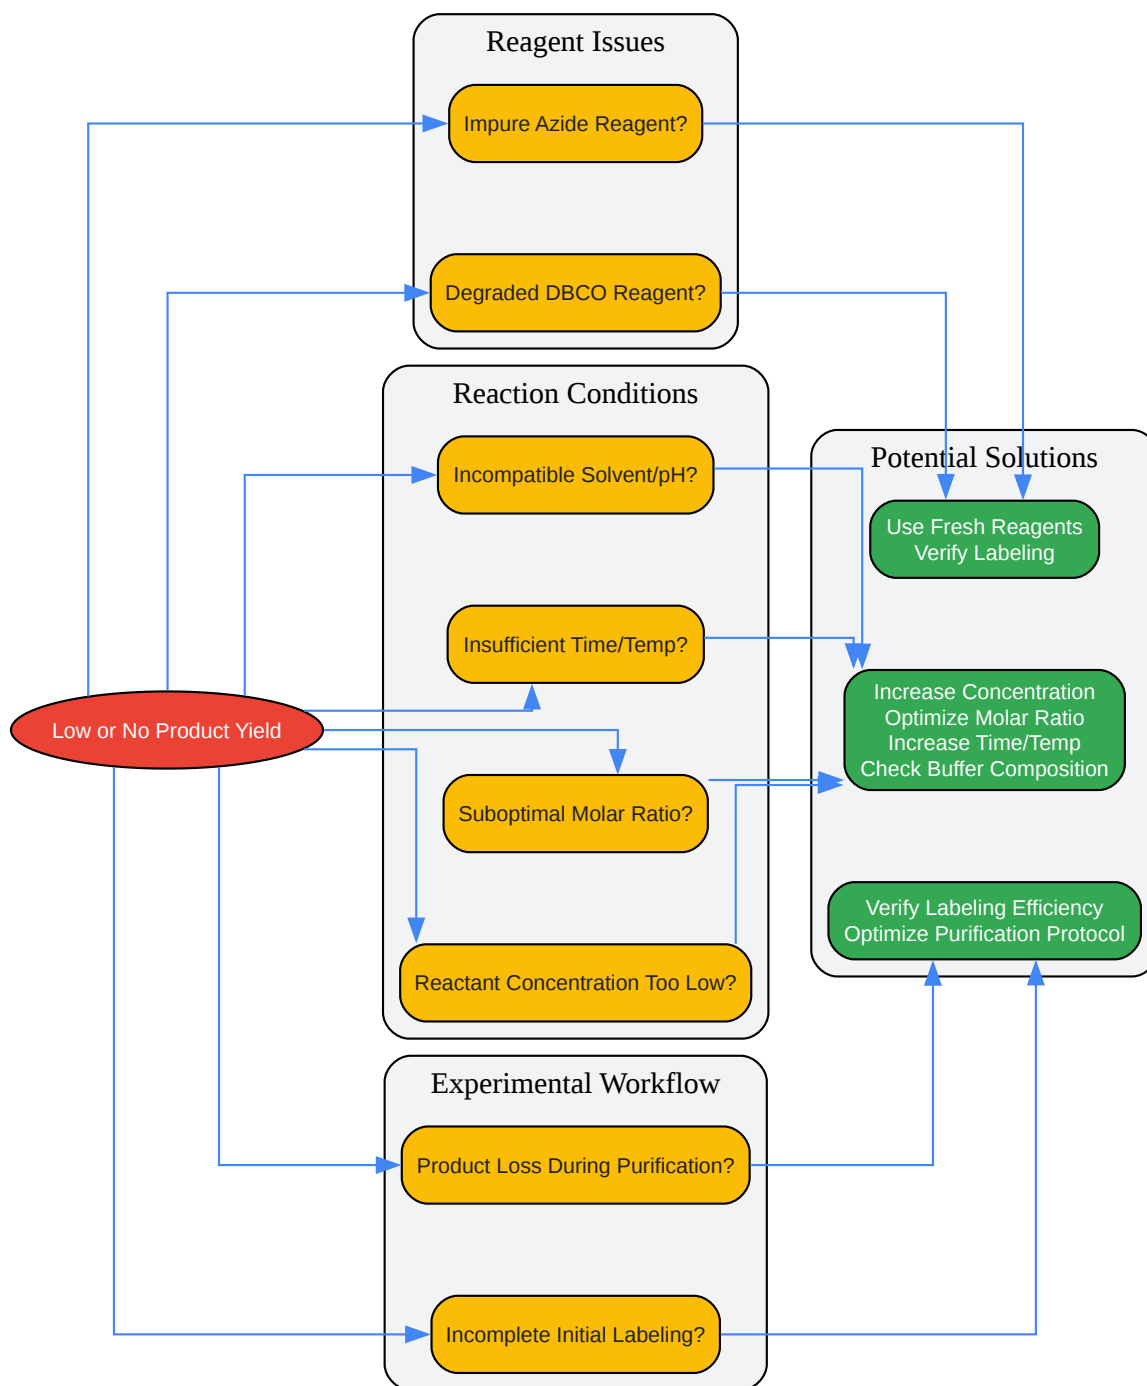 Reagent Issues
Impure Azide Reagent?
Degraded DBCO Reagent?
Reaction Conditions
Incompatible Solvent/pH?
Insufficient Time/Temp?
Suboptimal Molar Ratio?
Reactant Concentration Too Low?
Low or No Product Yield
Potential Solutions
Use Fresh Reagents
Verify Labeling
Increase Concentration
Optimize Molar Ratio
Increase Time/Temp
Check Buffer Composition
Verify Labeling Efficiency
Optimize Purification Protocol
Experimental Workflow
Product Loss During Purification?
Incomplete Initial Labeling?